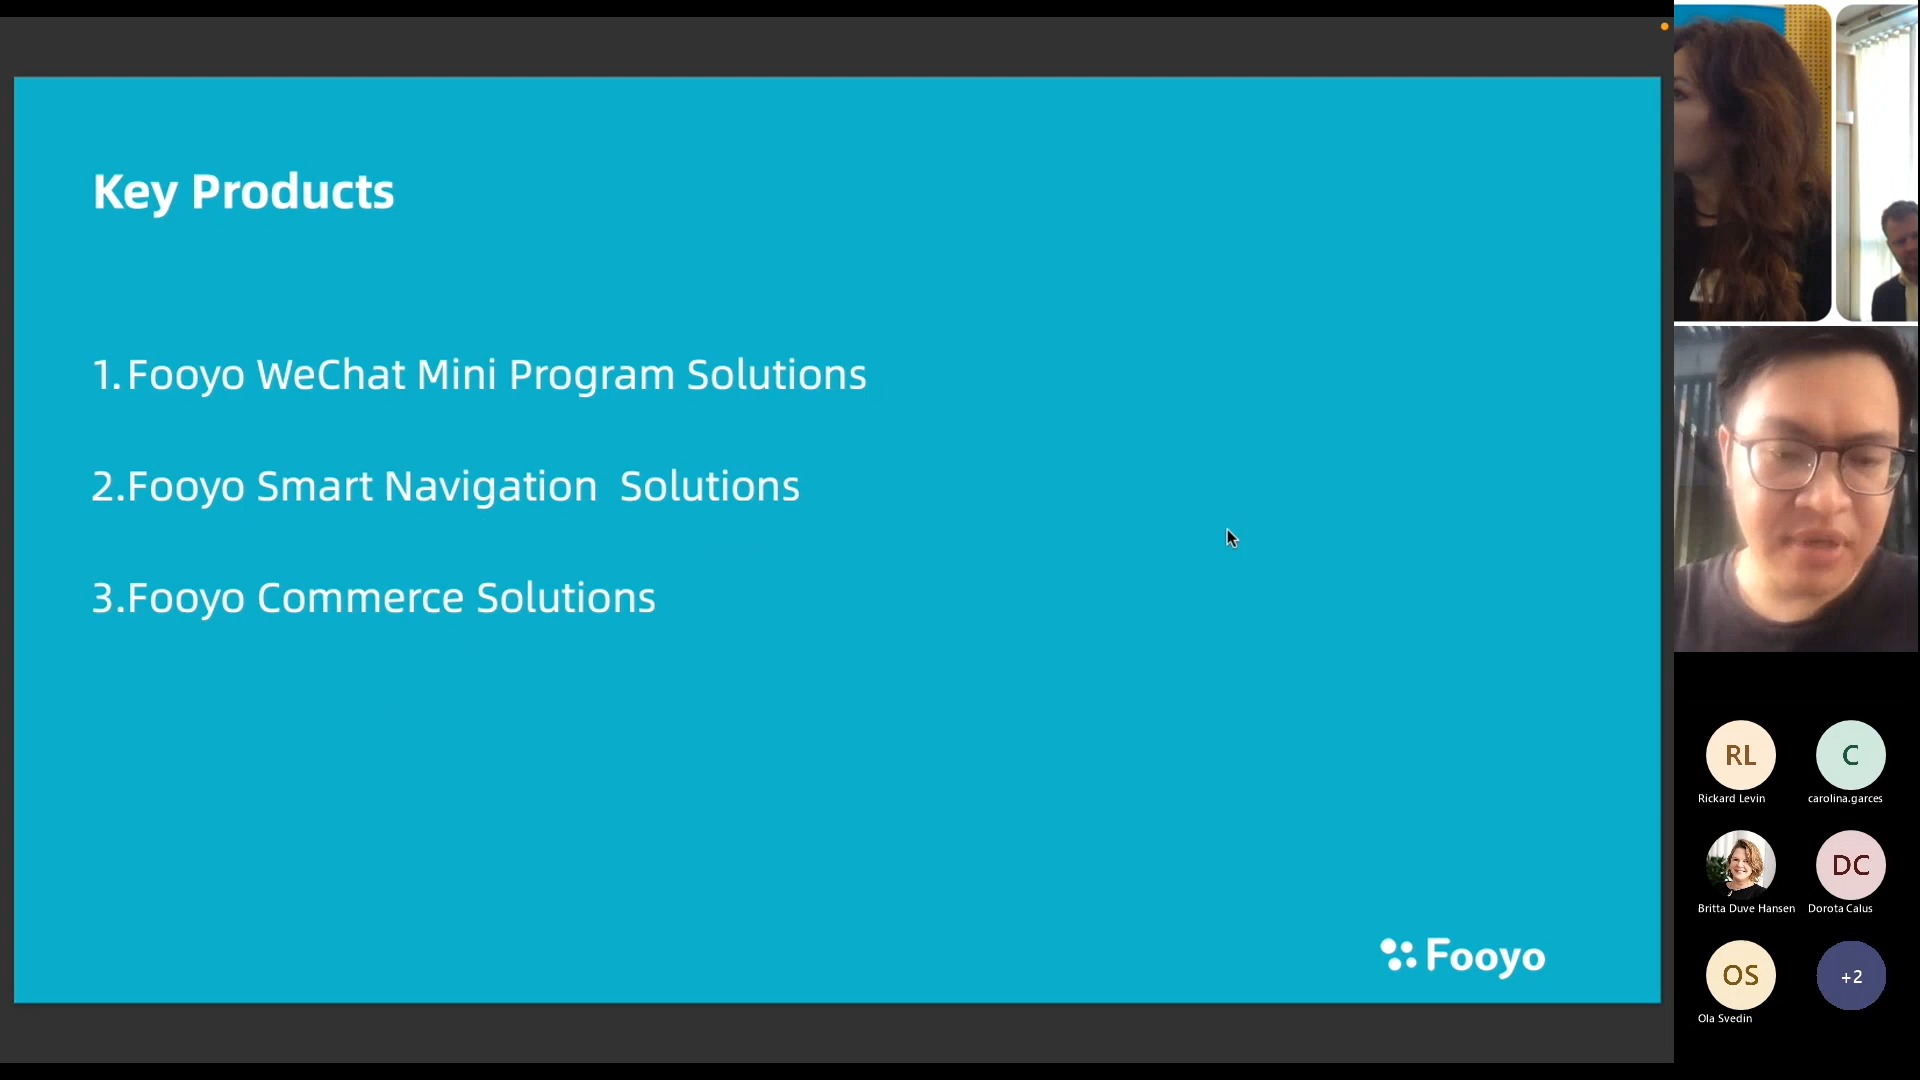 Key Products
1.Fooyo WeChat Mini Program Solutions
2.Fooyo Smart Navigation  Solutions
3.Fooyo Commerce Solutions
Fooyo
RL
C
Rickard Levin
carolina.garces
DC
Britta Duve Hansen
Dorota Calus
OS
+2
Ola Svedin